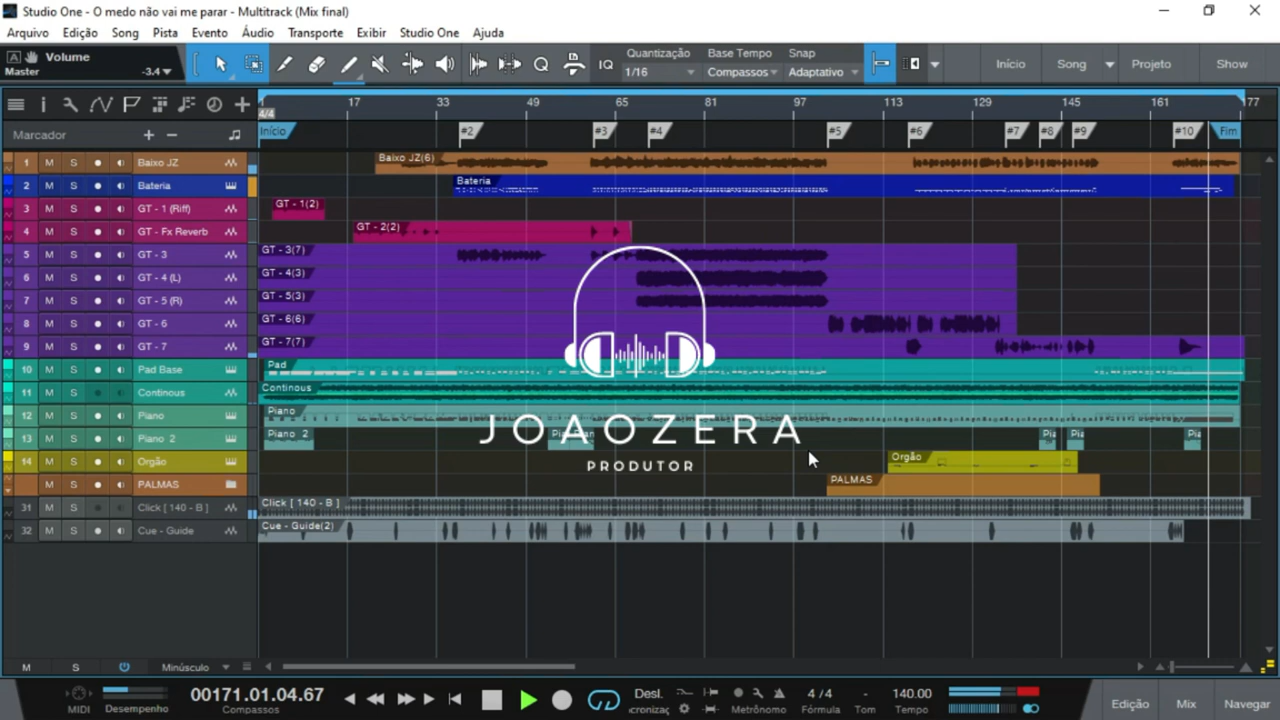 Studio One - O medo não vai me parar - Multitrack (Mix final)
Arquivo Edição Song Pista Evento Áudio Transporte Exibir Studio One Ajuda
A Volume
Master -3.4
IQ
Quantização Base Tempo Snap
1/16 Compassos Adaptativo
Início Song Projeto Show
17 33 49 65 81 97 113 129 145 161 177
4/4
Marcador
Início #2 #3 #4 #5 #6 #7 #8 #9 #10 Fim
1 M S Baixo JZ Baixo JZ(6)
2 M S Bateria Bateria
3 M S GT - 1 (Riff) GT - 1(2)
4 M S GT - Fx Reverb GT - 2(2)
5 M S GT - 3 GT - 3(7)
6 M S GT - 4 (L) GT - 4(3)
7 M S GT - 5 (R) GT - 5(3)
8 M S GT - 6 GT - 6(6)
9 M S GT - 7 GT - 7(7)
10 M S Pad Base Pad
11 M S Continous Continous
12 M S Piano Piano
13 M S Piano 2 Piano 2 Pia Pia Pia
14 M S Orgão Orgão
M S PALMAS PALMAS
31 M S Click [ 140 - B ] Click [ 140 - B ]
32 M S Cue - Guide Cue - Guide(2)
JOAOZERA
PRODUTOR
M S Minúsculo
MIDI Desempenho
00171.01.04.67
Compassos
Desl.
icronizaç
Metrônomo
4 / 4
Fórmula
-
Tom
140.00
Tempo
Edição Mix Navegar